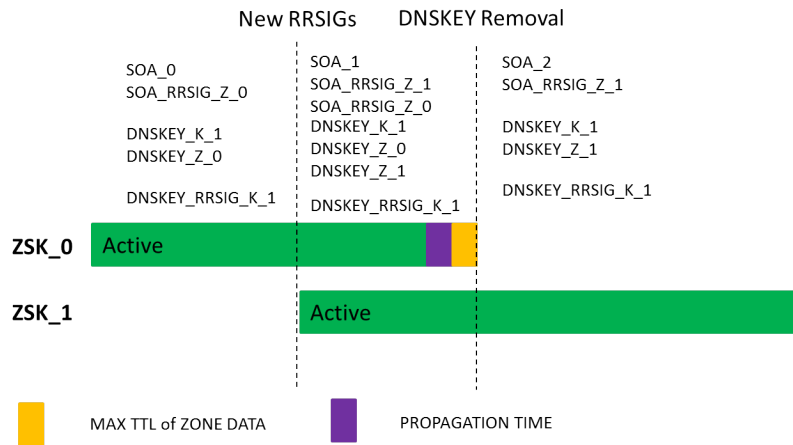 New RRSIGs
DNSKEY Removal
SOA_0
SOA_RRSIG_Z_0
DNSKEY_K_1
DNSKEY_Z_0
DNSKEY_RRSIG_K_1
SOA_1
SOA_RRSIG_Z_1
SOA_RRSIG_Z_0
DNSKEY_K_1
DNSKEY_Z_0
DNSKEY_Z_1
DNSKEY_RRSIG_K_1
SOA_2
SOA_RRSIG_Z_1
DNSKEY_K_1
DNSKEY_Z_1
DNSKEY_RRSIG_K_1
ZSK_0
Active
ZSK_1
Active
MAX TTL of ZONE DATA
PROPAGATION TIME